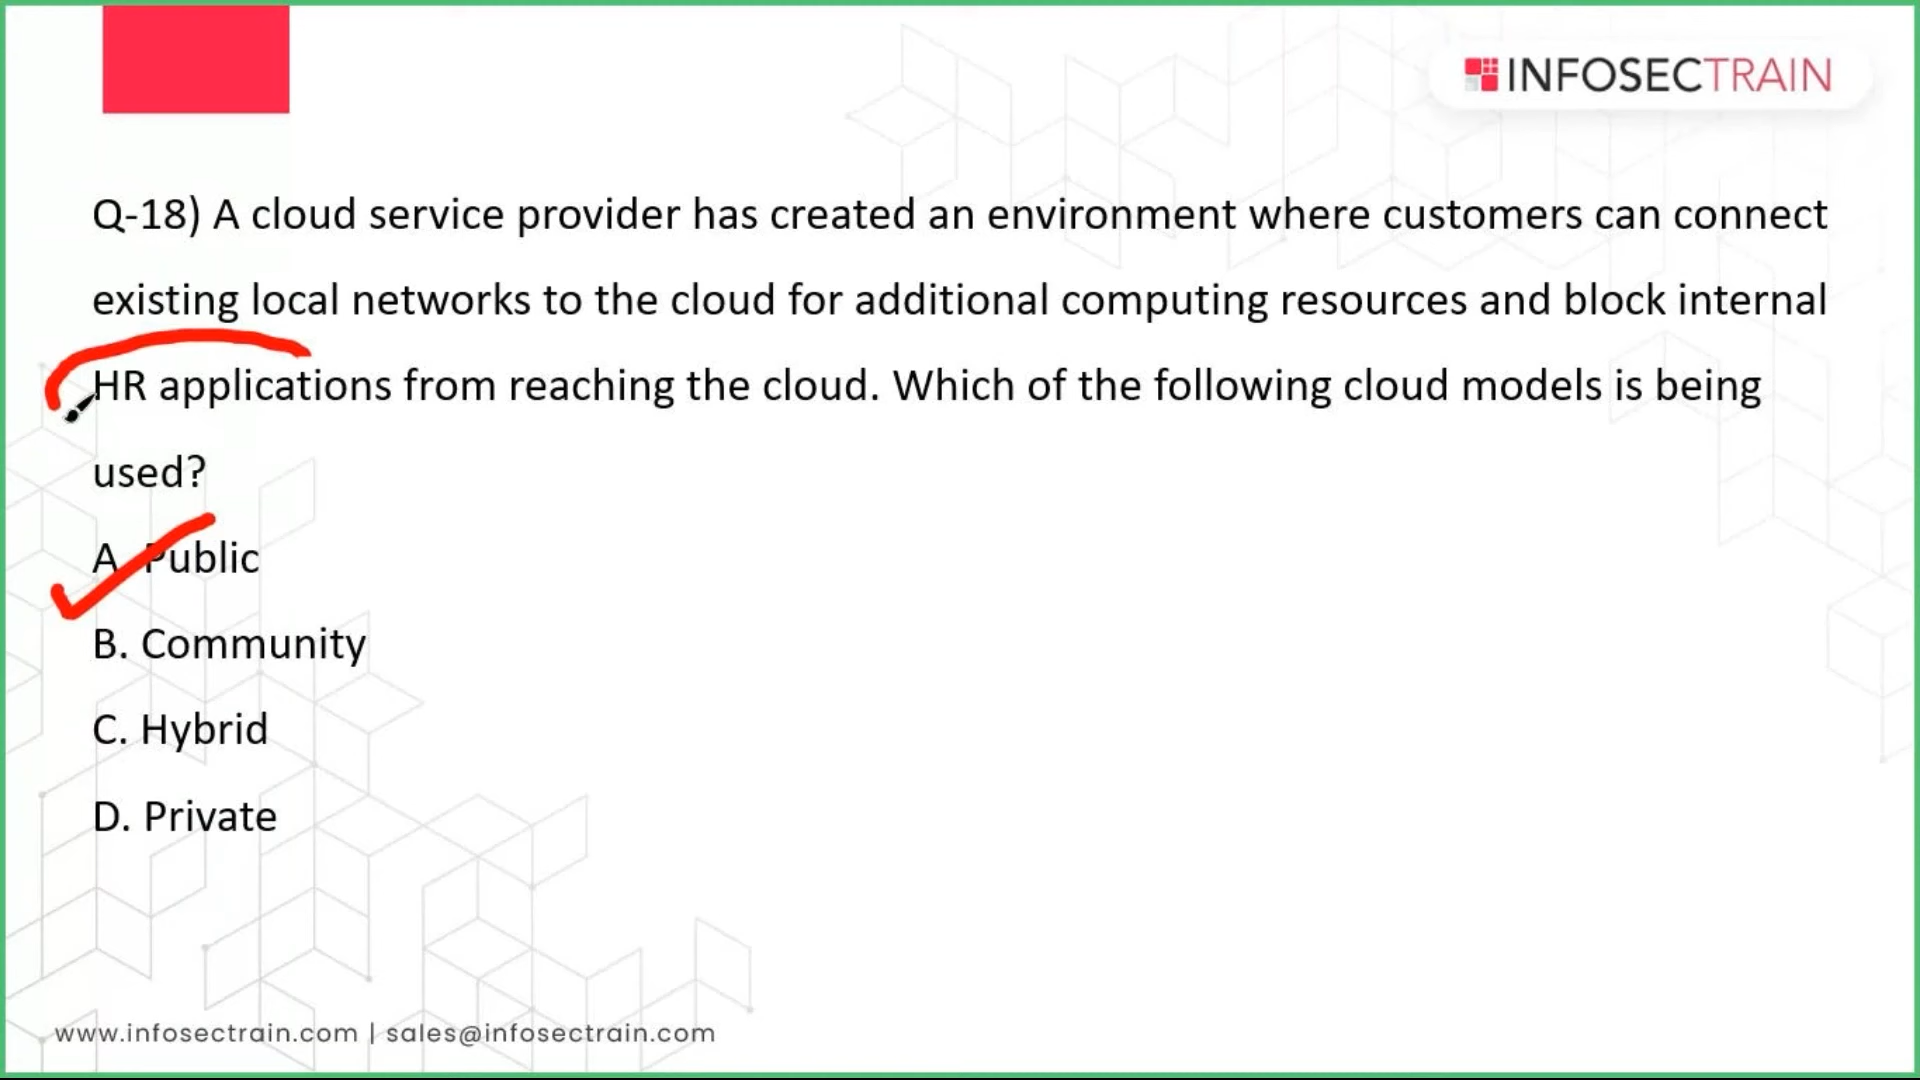 INFOSECTRAIN
Q-18) A cloud service provider has created an environment where customers can connect
existing local networks to the cloud for additional computing resources and block internal
HR applications from reaching the cloud. Which of the following cloud models is being
used?
A. Public
B. Community
C. Hybrid
D. Private
www.infosectrain.com | sales@infosectrain.com